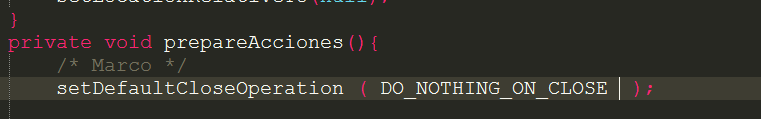 }
private void prepareAcciones(){
/* Marco */
setDefaultCloseOperation ( DO_NOTHING_ON_CLOSE );